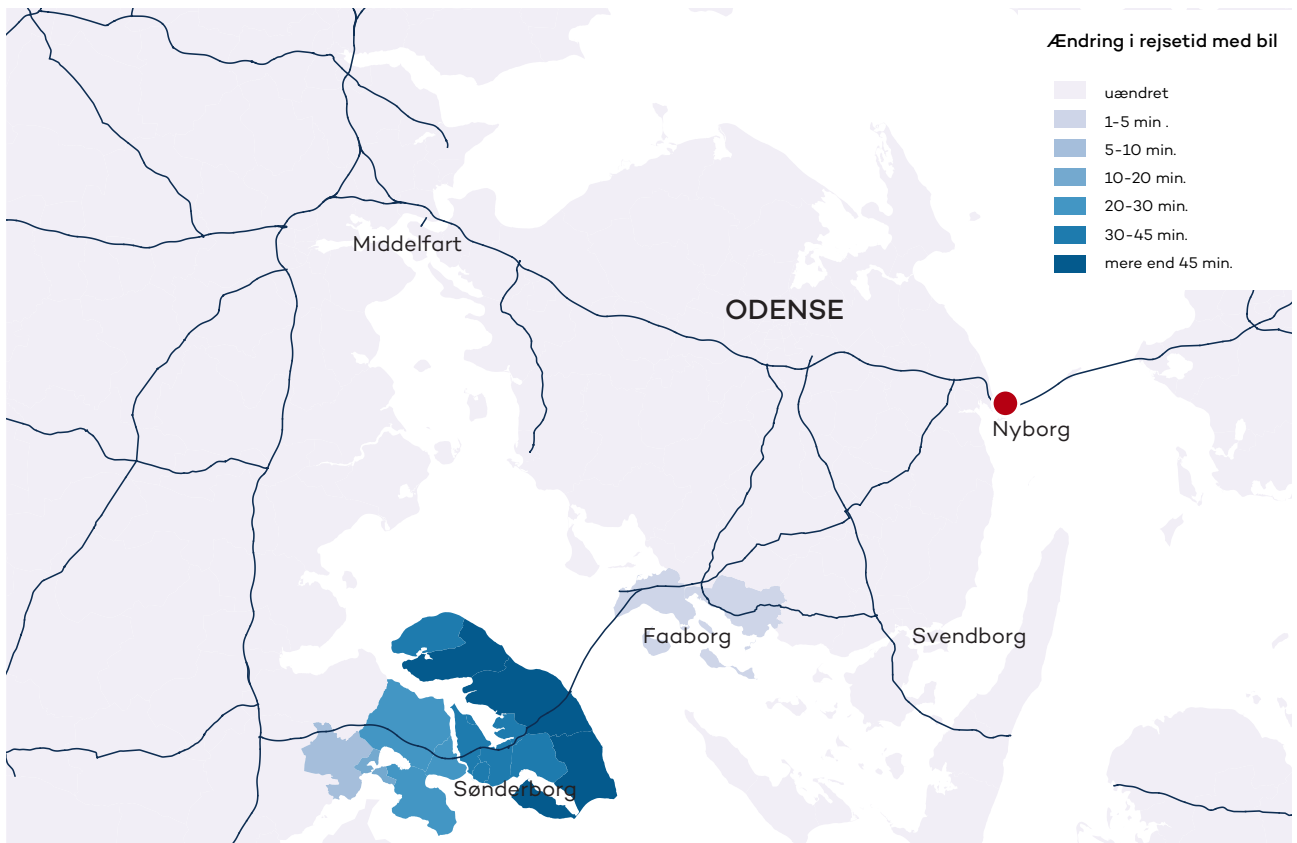 Ændring i rejsetid med bil
uændret
1-5 min .
5-10 min.
10-20 min.
20-30 min.
30-45 min.
mere end 45 min.
Middelfart
ODENSE
Nyborg
Faaborg
Svendborg
Sønderborg